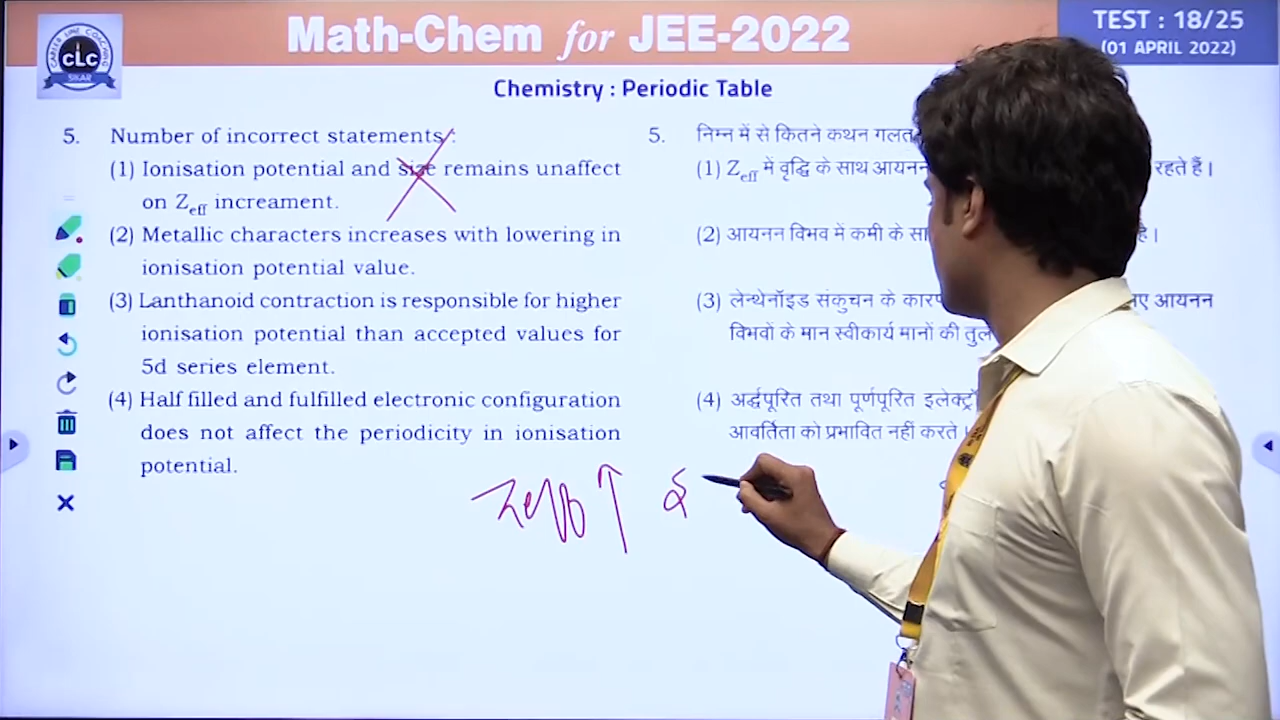 Math-Chem for JEE-2022
TEST : 18/25
(01 APRIL 2022)
CAREER LINE COACHING
CLC
SIKAR
Chemistry : Periodic Table
5. Number of incorrect statements :
(1) Ionisation potential and size remains unaffect
on Zeff increament.
(2) Metallic characters increases with lowering in
ionisation potential value.
(3) Lanthanoid contraction is responsible for higher
ionisation potential than accepted values for
5d series element.
(4) Half filled and fulfilled electronic configuration
does not affect the periodicity in ionisation
potential.
5. निम्न में से कितने कथन गलत
(1) Zeff में वृद्धि के साथ आयनन रहते हैं।
(2) आयनन विभव में कमी के है।
(3) लेन्थेनॉइड संकुचन के आयनन
विभवों के मान स्वीकार्य मानों की
(4) अर्द्धपूरित तथा पूर्णपूरित
आवर्तिता को प्रभावित नहीं करते।
Zeff ↑